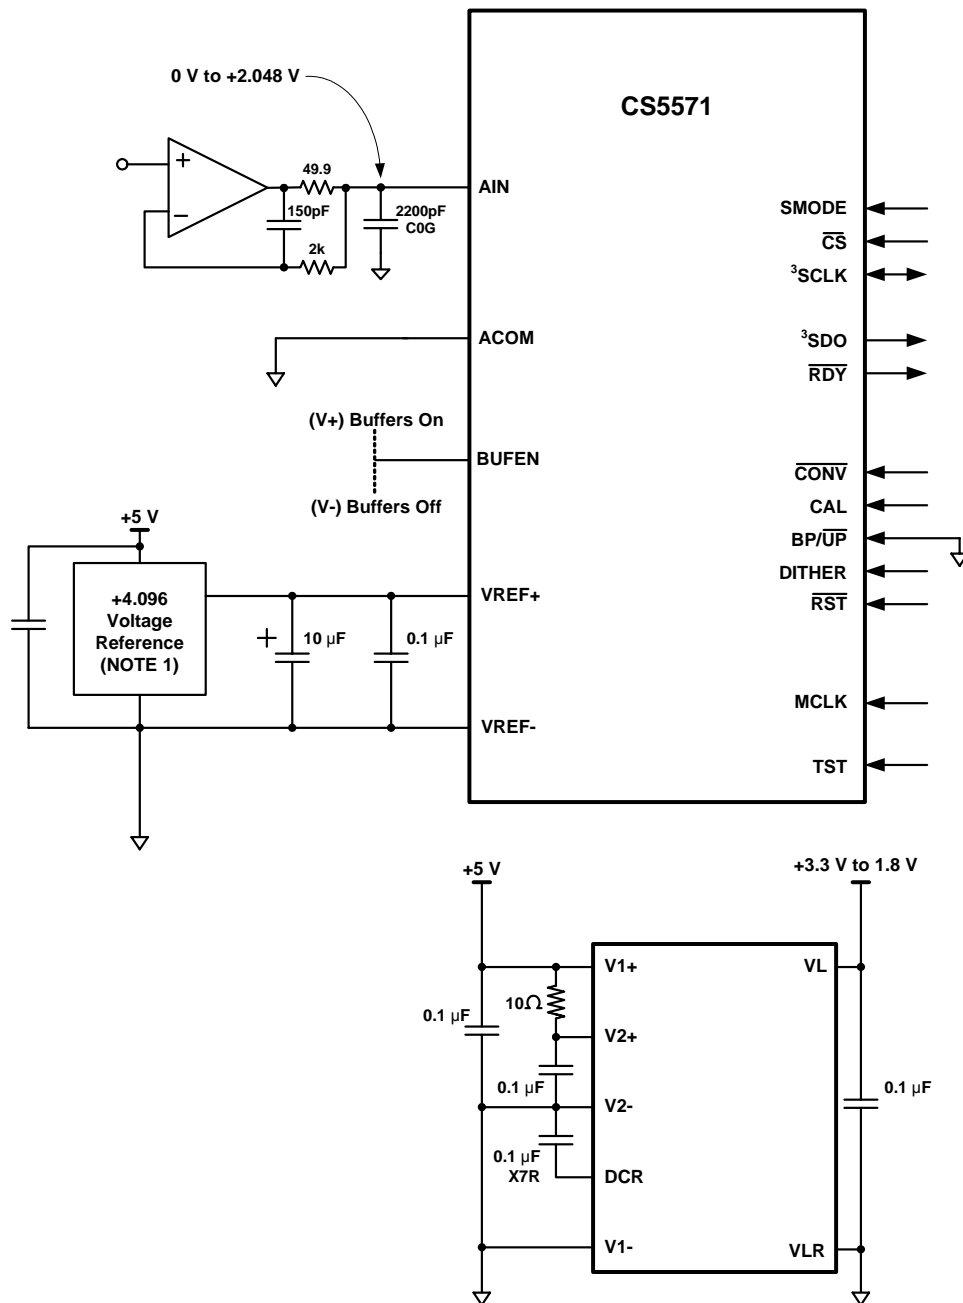 0 V to +2.048 V
CS5571
+
−
49.9
150pF
2k
2200pF
C0G
AIN
ACOM
(V+) Buffers On
BUFEN
(V-) Buffers Off
+5 V
+4.096
Voltage
Reference
(NOTE 1)
+
10 µF
0.1 µF
VREF+
VREF-
SMODE
CS
³SCLK
³SDO
RDY
CONV
CAL
BP/UP
DITHER
RST
MCLK
TST
+5 V
+3.3 V to 1.8 V
V1+
VL
10Ω
0.1 µF
V2+
0.1 µF
0.1 µF
V2-
0.1 µF
X7R
DCR
V1-
VLR